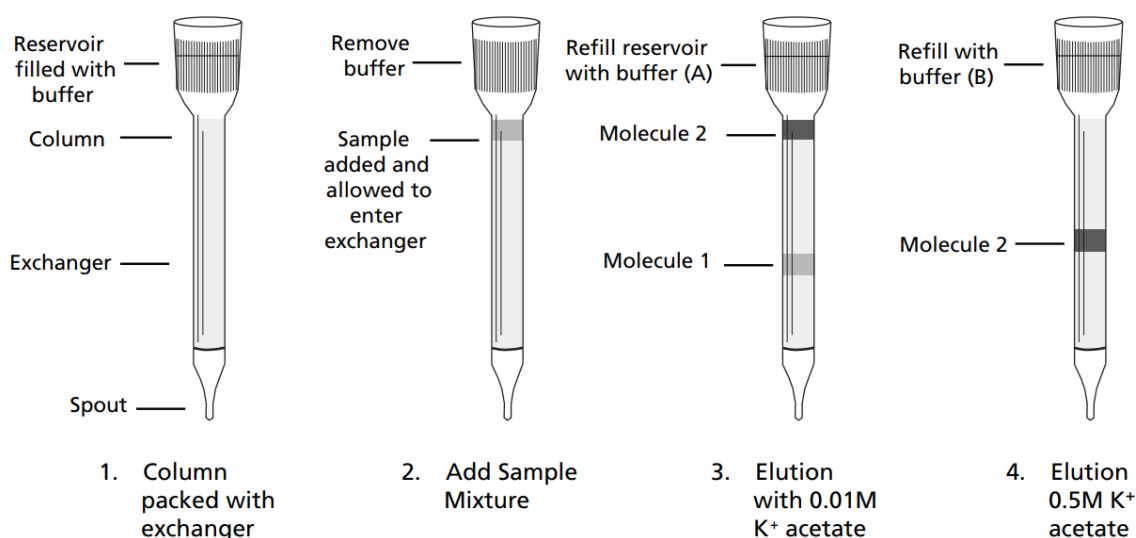 Reservoir
filled with
buffer
Column
Exchanger
Spout
1. Column
packed with
exchanger
Remove
buffer
Sample
added and
allowed to
enter
exchanger
2. Add Sample
Mixture
Refill reservoir
with buffer (A)
Molecule 2
Molecule 1
3. Elution
with 0.01M
K⁺ acetate
Refill with
buffer (B)
Molecule 2
4. Elution
0.5M K⁺
acetate